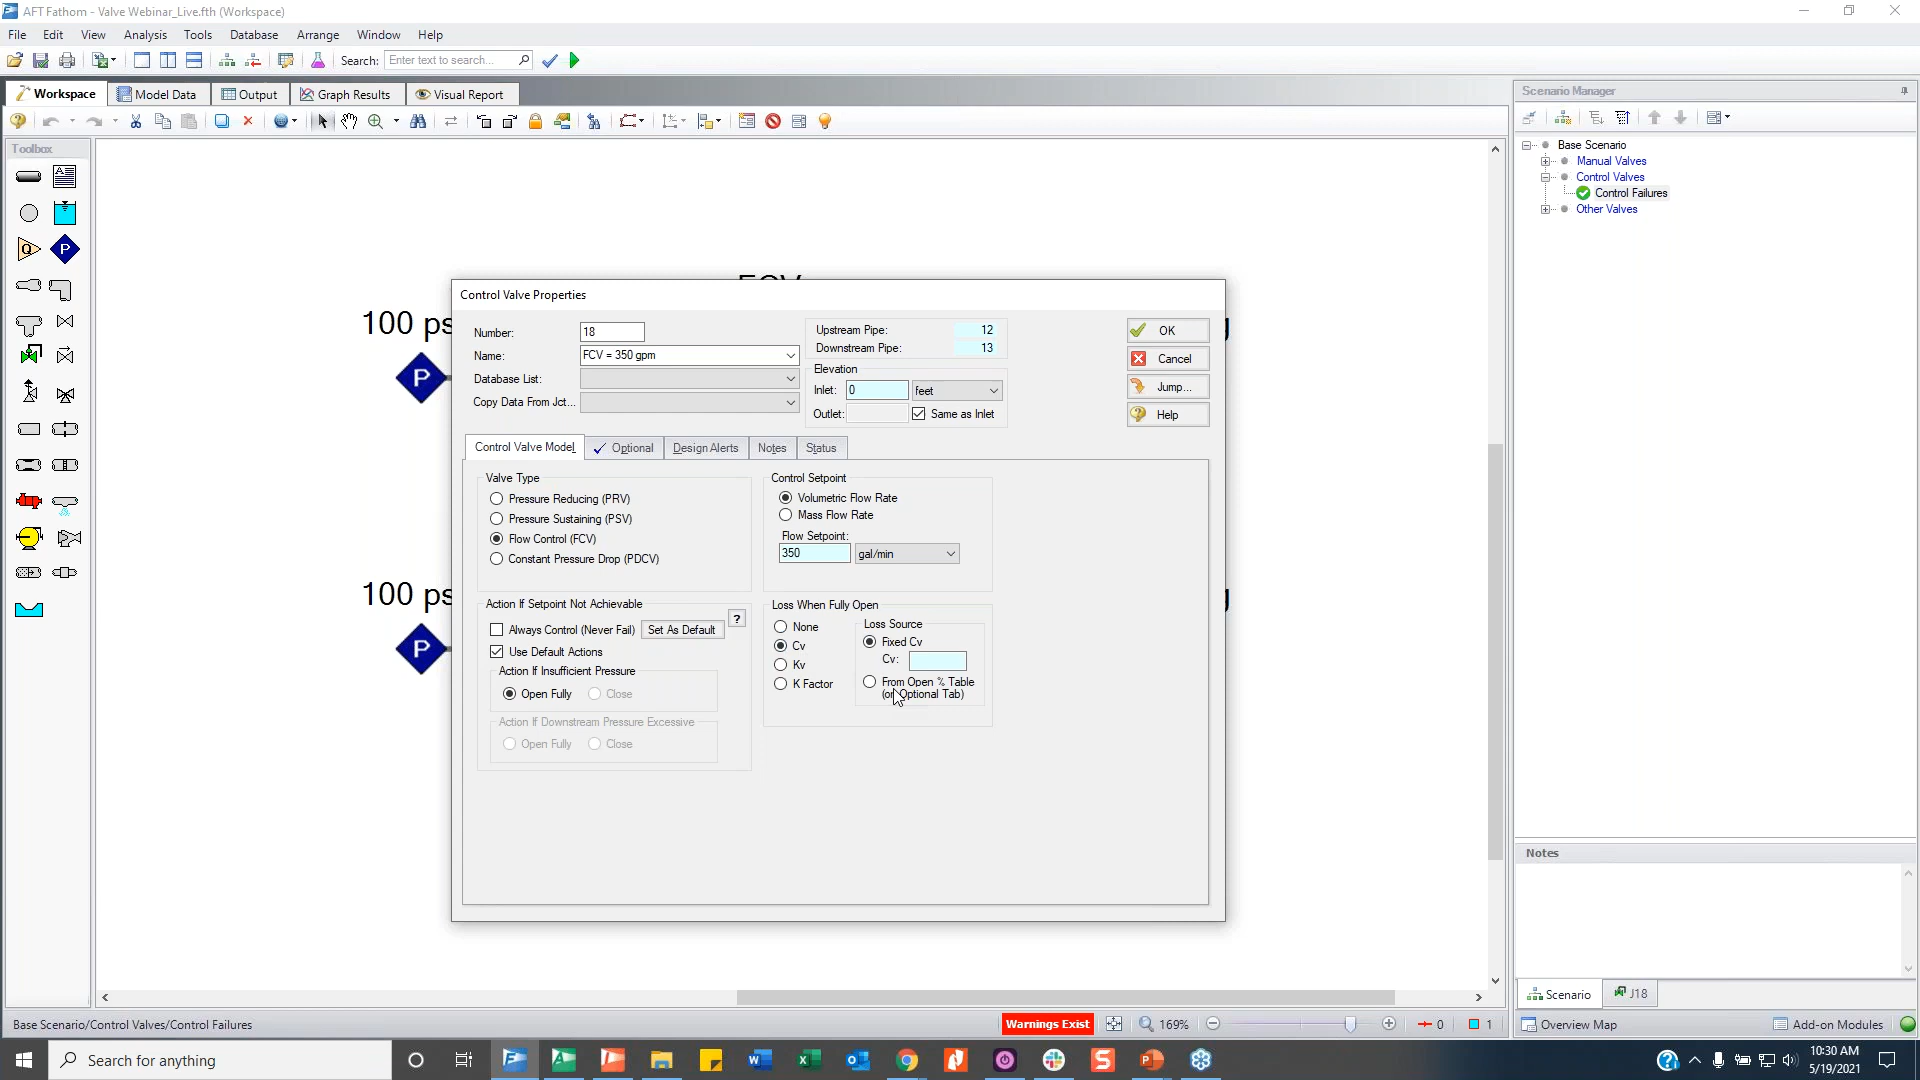 AFT Fathom - Valve Webinar_Live.fth (Workspace)
File Edit View Analysis Tools Database Arrange Window Help
Search: Enter text to search...
Workspace Model Data Output Graph Results Visual Report
Toolbox
FCV
100 ps
P
100 ps
P
Control Valve Properties
Number: 18
Name: FCV = 350 gpm
Database List:
Copy Data From Jct...
Upstream Pipe: 12
Downstream Pipe: 13
Elevation
Inlet: 0 feet
Outlet: Same as Inlet
OK
Cancel
Jump...
Help
Control Valve Model Optional Design Alerts Notes Status
Valve Type
Pressure Reducing (PRV)
Pressure Sustaining (PSV)
Flow Control (FCV)
Constant Pressure Drop (PDCV)
Control Setpoint
Volumetric Flow Rate
Mass Flow Rate
Flow Setpoint:
350 gal/min
Action If Setpoint Not Achievable
?
Always Control (Never Fail) Set As Default
Use Default Actions
Action If Insufficient Pressure
Open Fully Close
Action If Downstream Pressure Excessive
Open Fully Close
Loss When Fully Open
None
Cv
Kv
K Factor
Loss Source
Fixed Cv
Cv:
From Open % Table
(on Optional Tab)
Scenario Manager
Base Scenario
Manual Valves
Control Valves
Control Failures
Other Valves
Notes
Scenario J18
Base Scenario/Control Valves/Control Failures
Warnings Exist
169%
0
1
Overview Map
Add-on Modules
Search for anything
10:30 AM
5/19/2021